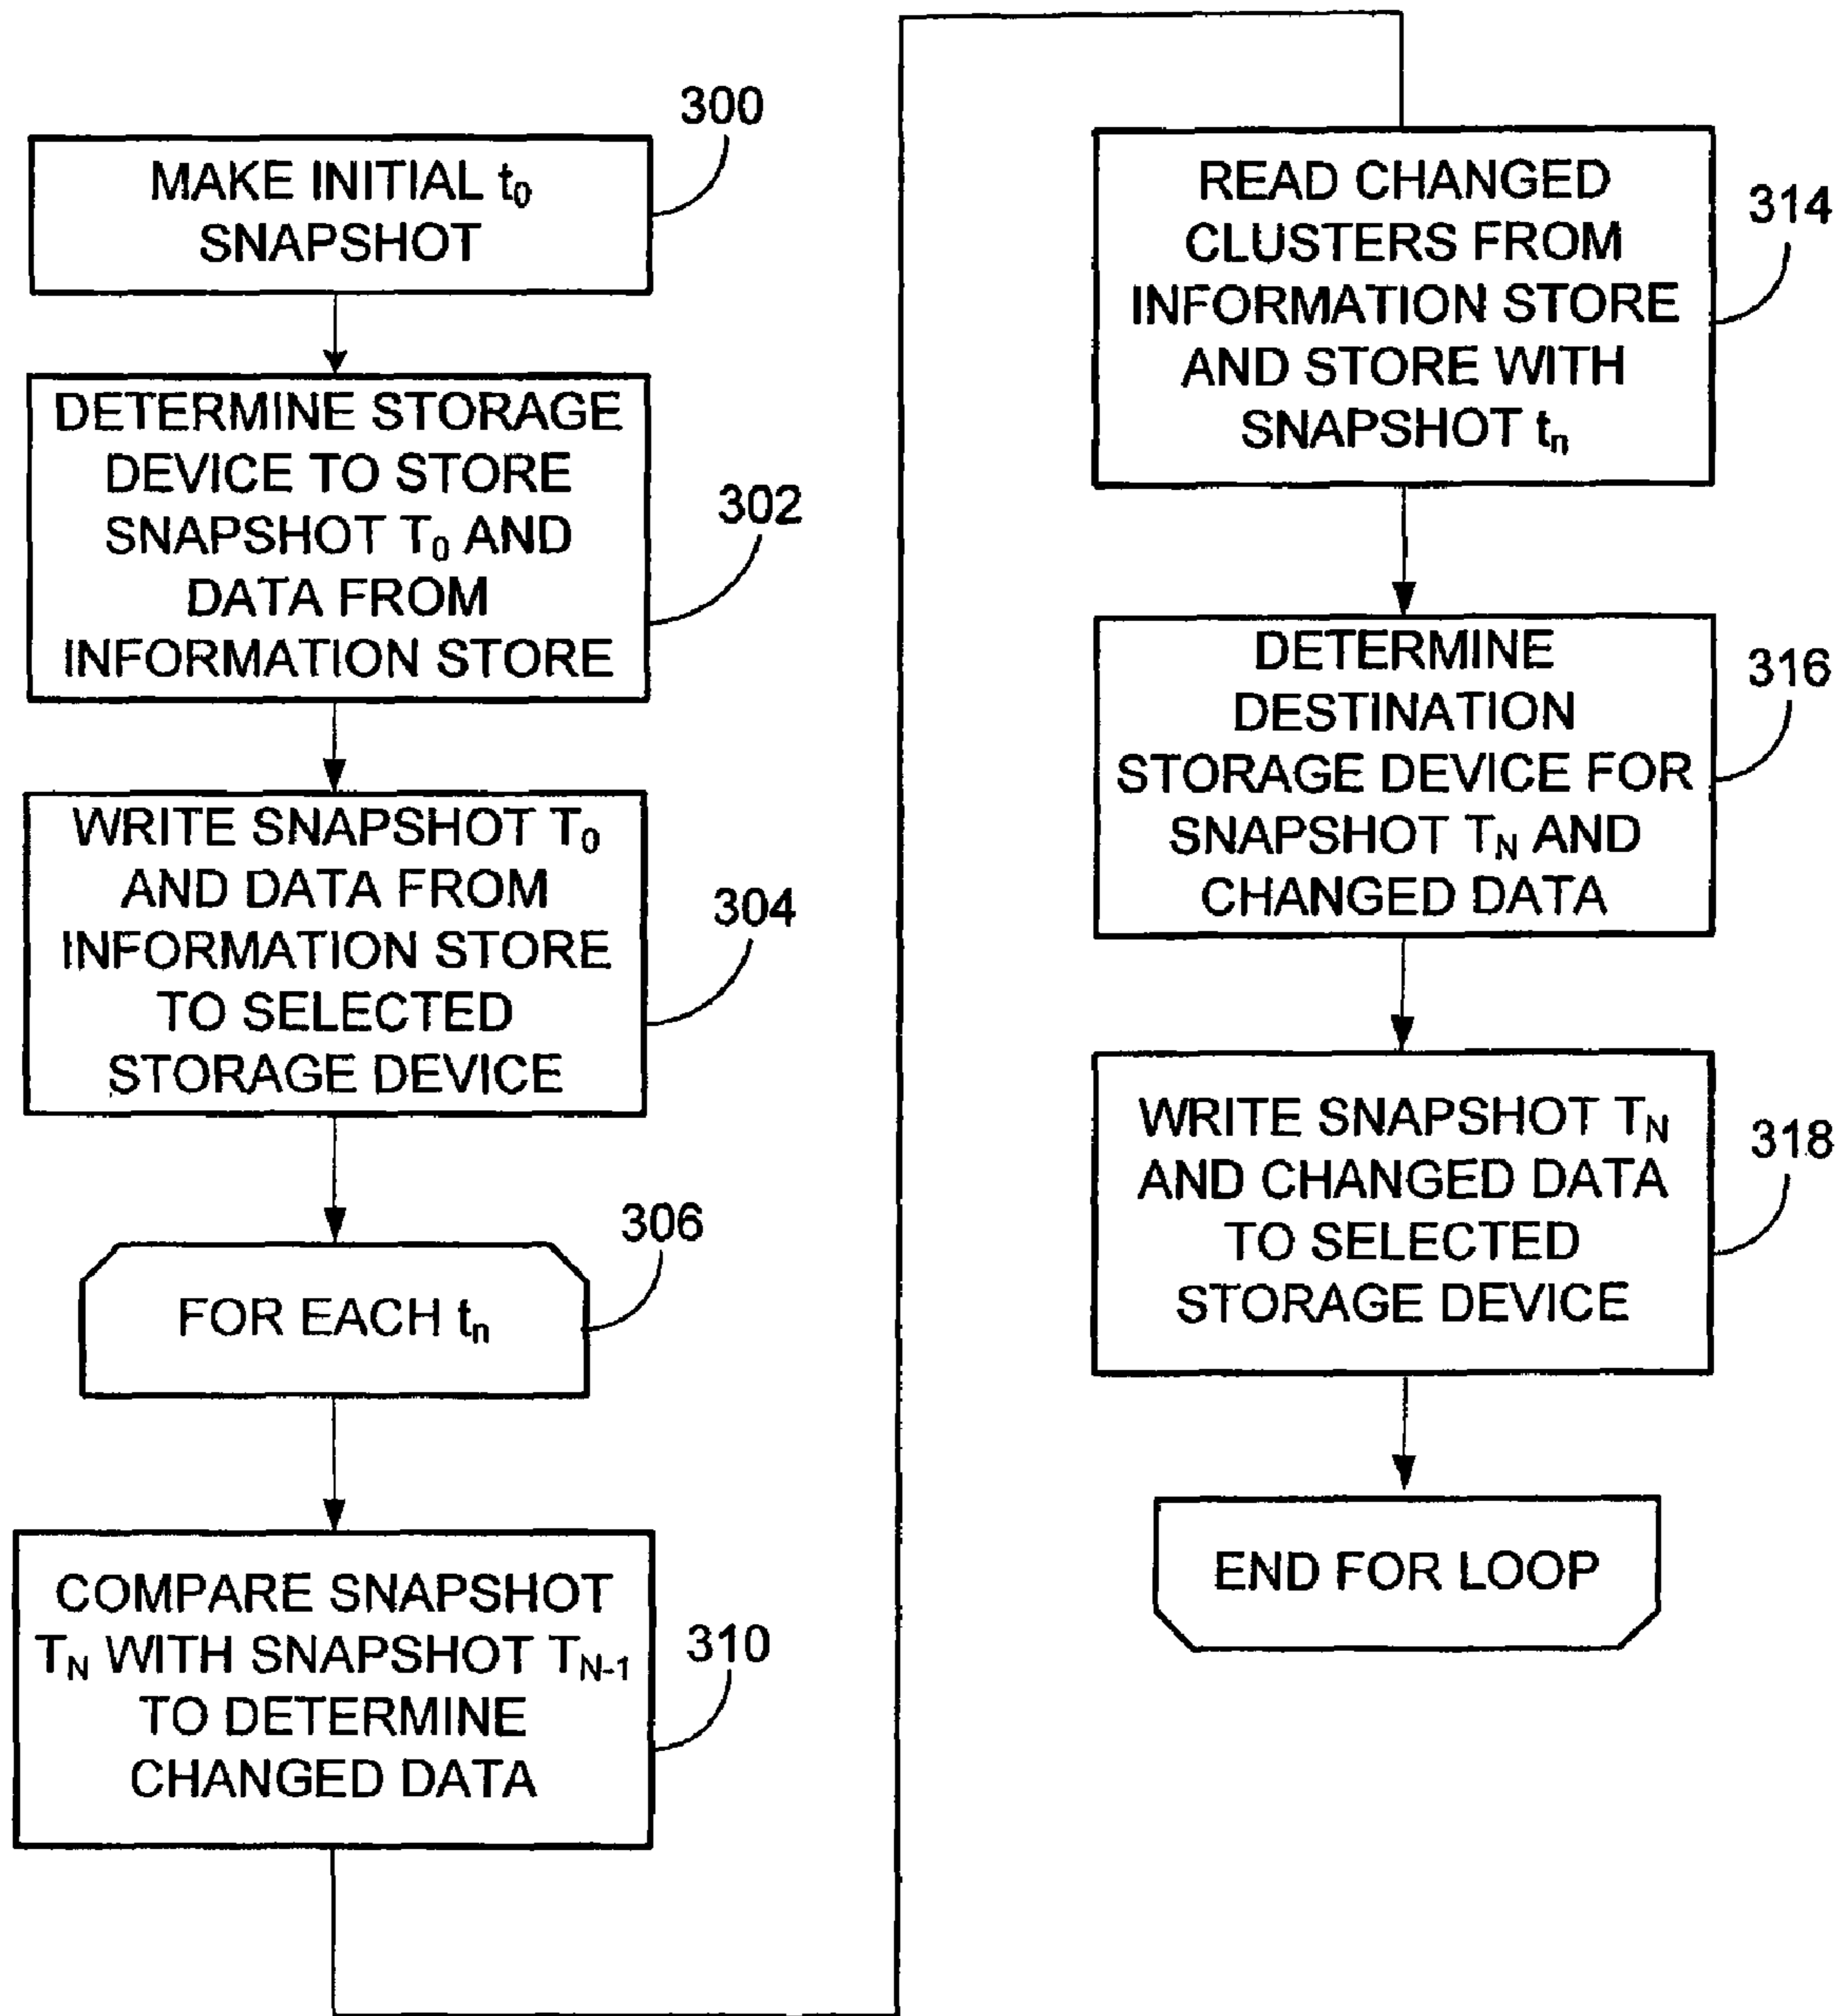 300
MAKE INITIAL t₀
SNAPSHOT
DETERMINE STORAGE
DEVICE TO STORE
SNAPSHOT T₀ AND
DATA FROM
INFORMATION STORE
302
WRITE SNAPSHOT T₀
AND DATA FROM
INFORMATION STORE
TO SELECTED
STORAGE DEVICE
304
306
FOR EACH tₙ
COMPARE SNAPSHOT
T_N WITH SNAPSHOT T_N-1
TO DETERMINE
CHANGED DATA
310
READ CHANGED
CLUSTERS FROM
INFORMATION STORE
AND STORE WITH
SNAPSHOT tₙ
314
DETERMINE
DESTINATION
STORAGE DEVICE FOR
SNAPSHOT T_N AND
CHANGED DATA
316
WRITE SNAPSHOT T_N
AND CHANGED DATA
TO SELECTED
STORAGE DEVICE
318
END FOR LOOP